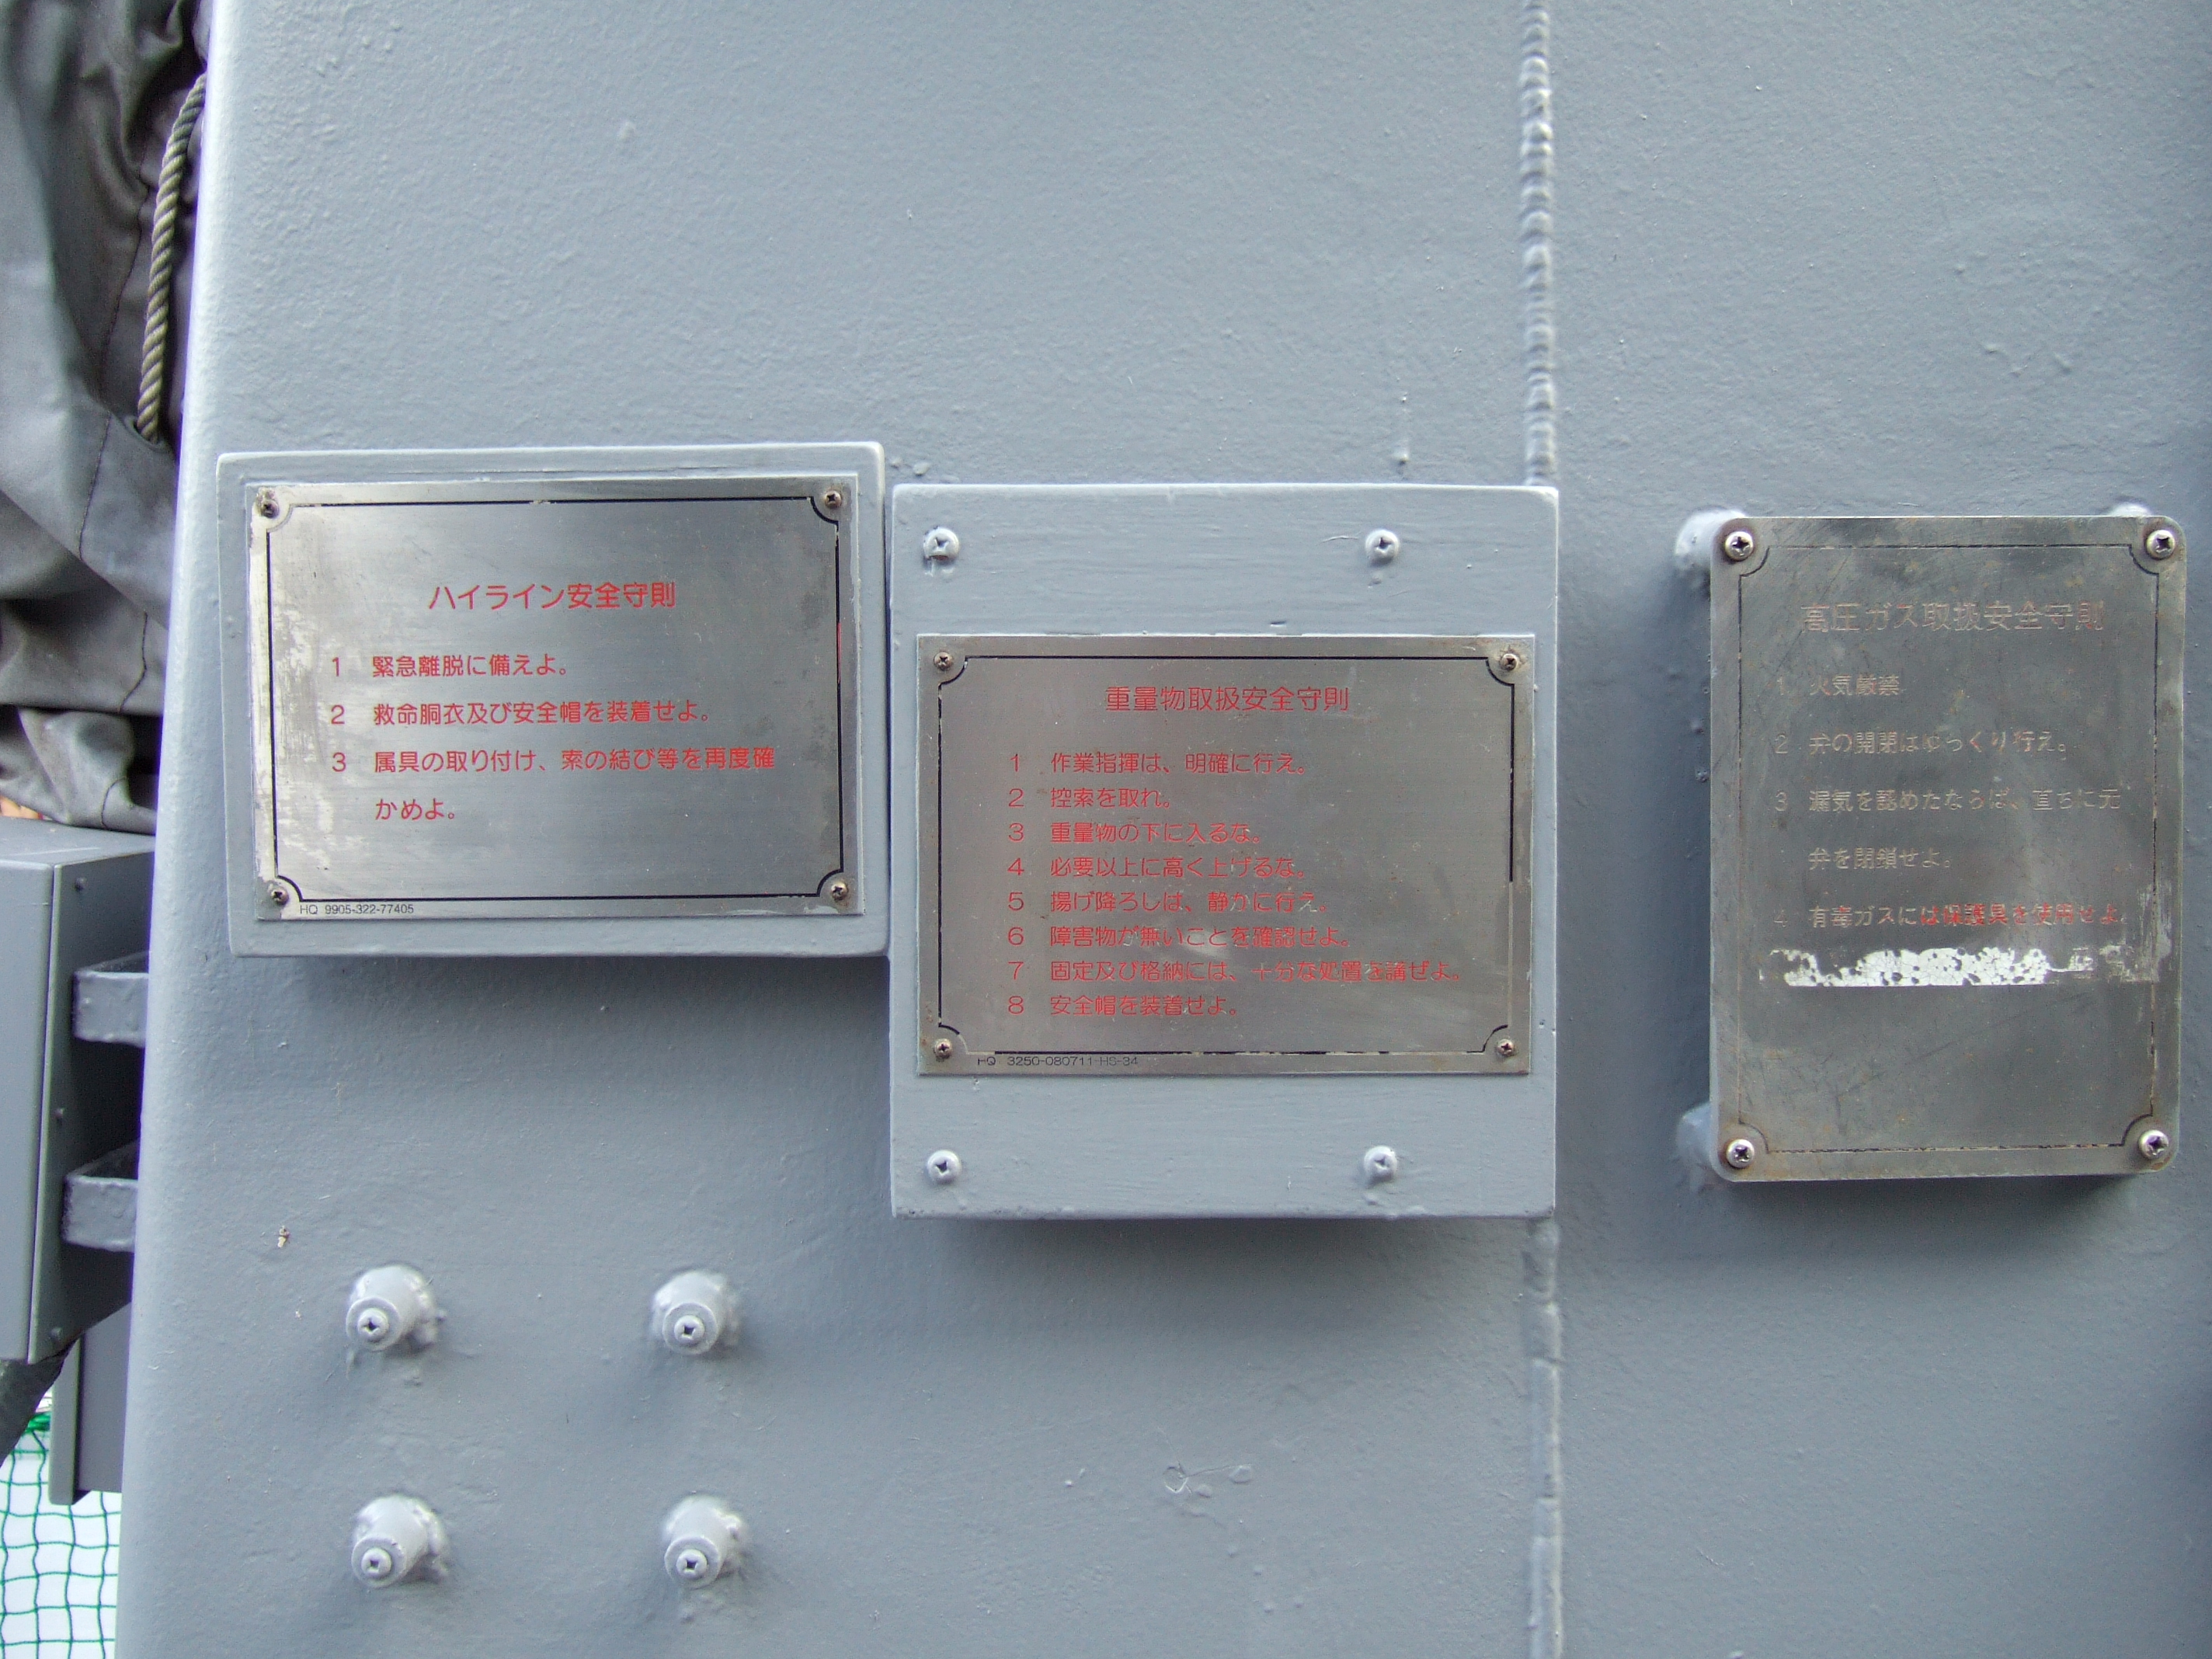 ハイライン安全守則
1 緊急離脱に備えよ。
2 救命胴衣及び安全帽を装着せよ。
3 属具の取り付け、索の結び等を再度確
かめよ。
HQ 9905-322-77405
重量物取扱安全守則
1 作業指揮は、明確に行え。
2 控索を取れ。
3 重量物の下に入るな。
4 必要以上に高く上げるな。
5 揚げ降ろしは、静かに行え。
6 障害物が無いことを確認せよ。
7 固定及び格納には、十分な処置を講ぜよ。
8 安全帽を装着せよ。
HQ 3250-080711-HS-34
高圧ガス取扱安全守則
1 火気厳禁
2 弁の開閉はゆっくり行え。
3 漏気を認めたならば、直ちに元
弁を閉鎖せよ。
4 有毒ガスには保護具を使用せよ。